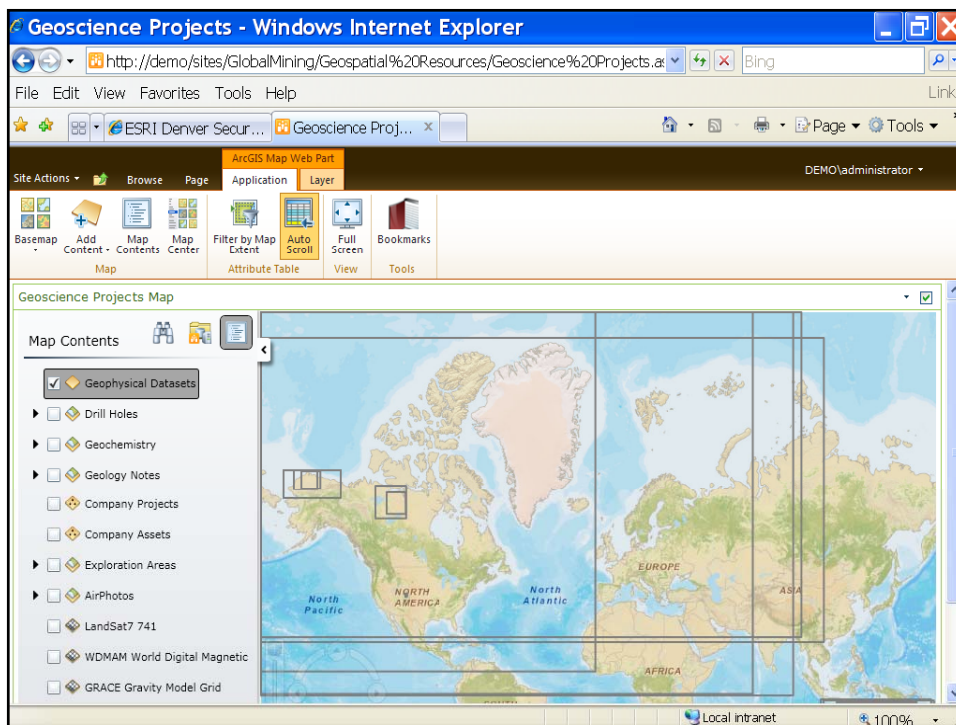 Geoscience Projects - Windows Internet Explorer
http://demo/sites/GlobalMining/Geospatial%20Resources/Geoscience%20Projects.as
Bing
File Edit View Favorites Tools Help
Link
ESRI Denver Secur... Geoscience Proj... x
Page Tools
ArcGIS Map Web Part
Site Actions Browse Page Application Layer
DEMO\administrator
Basemap
Add Content
Map Contents
Map Center
Filter by Map Extent
Auto Scroll
Full Screen
Bookmarks
Map Attribute Table View Tools
Geoscience Projects Map
Map Contents
Geophysical Datasets
Drill Holes
Geochemistry
Geology Notes
Company Projects
Company Assets
Exploration Areas
AirPhotos
LandSat7 741
WDMAM World Digital Magnetic
GRACE Gravity Model Grid
EUROPE
NORTH
AMERICA
North
Pacific
North
Atlantic
ASIA
AFRICA
Local intranet
100%